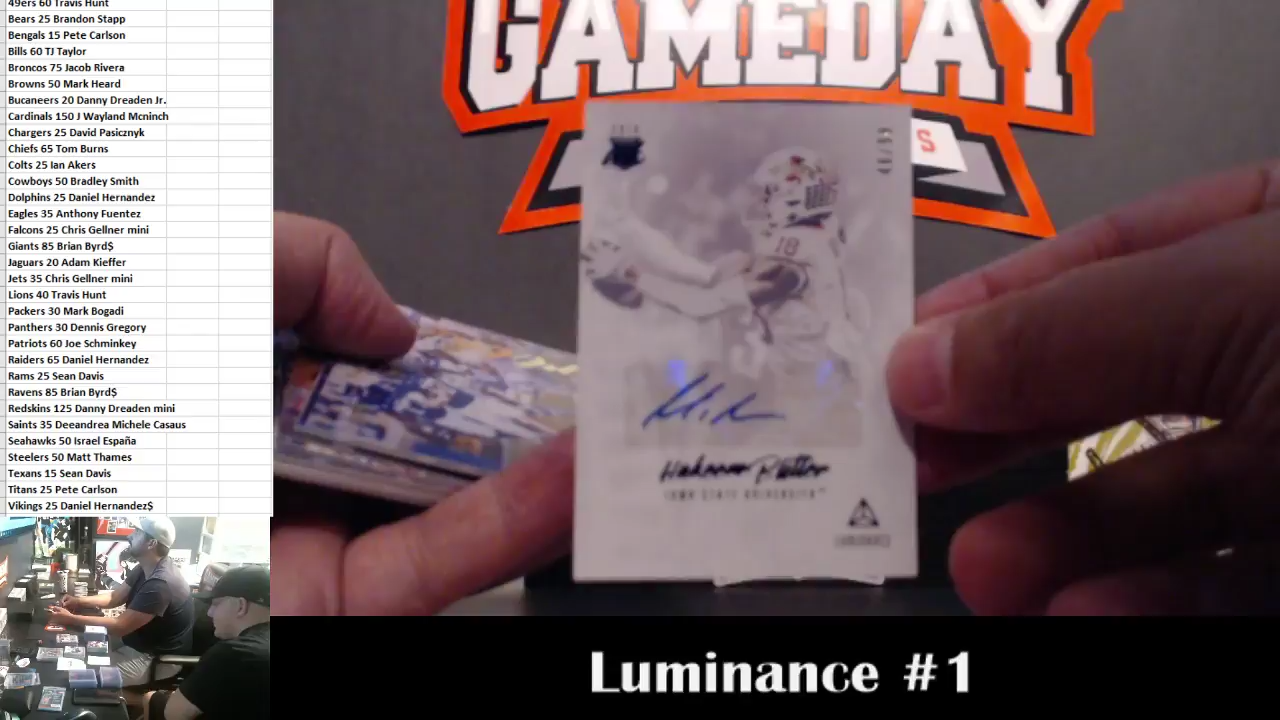 49ers 60 Travis Hunt
Bears 25 Brandon Stapp
Bengals 15 Pete Carlson
Bills 60 TJ Taylor
Broncos 75 Jacob Rivera
Browns 50 Mark Heard
Bucaneers 20 Danny Dreaden Jr.
Cardinals 150 J Wayland Mcninch
Chargers 25 David Pasicznyk
Chiefs 65 Tom Burns
Colts 25 Ian Akers
Cowboys 50 Bradley Smith
Dolphins 25 Daniel Hernandez
Eagles 35 Anthony Fuentez
Falcons 25 Chris Gellner mini
Giants 85 Brian Byrd$
Jaguars 20 Adam Kieffer
Jets 35 Chris Gellner mini
Lions 40 Travis Hunt
Packers 30 Mark Bogadi
Panthers 30 Dennis Gregory
Patriots 60 Joe Schminkey
Raiders 65 Daniel Hernandez
Rams 25 Sean Davis
Ravens 85 Brian Byrd$
Redskins 125 Danny Dreaden mini
Saints 35 Deeandrea Michele Casaus
Seahawks 50 Israel España
Steelers 50 Matt Thames
Texans 15 Sean Davis
Titans 25 Pete Carlson
Vikings 25 Daniel Hernandez$
GAMEDAY
S
18
IOWA STATE UNIVERSITY
LUMINANCE
Luminance #1